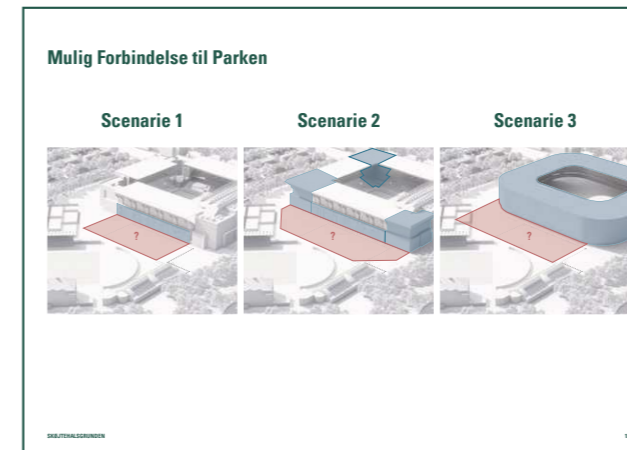 Mulig Forbindelse til Parken
Scenarie 1
Scenarie 2
Scenarie 3
?
?
?
SKØJTEHALSGRUNDEN